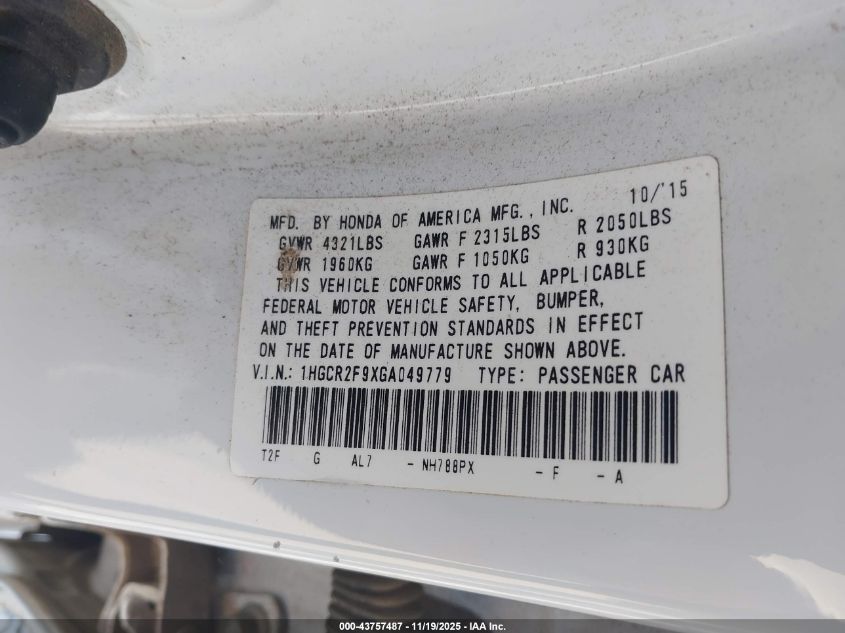 10/'15
MFD. BY HONDA OF AMERICA MFG., INC.
GVWR 4321LBS GAWR F 2315LBS R 2050LBS
GVWR 1960KG GAWR F 1050KG R 930KG
THIS VEHICLE CONFORMS TO ALL APPLICABLE
FEDERAL MOTOR VEHICLE SAFETY, BUMPER,
AND THEFT PREVENTION STANDARDS IN EFFECT
ON THE DATE OF MANUFACTURE SHOWN ABOVE.
V.I.N.: 1HGCR2F9XGA049779 TYPE: PASSENGER CAR
T2F G AL7 - NH788PX - F - A
000-43757487 - 11/19/2025 - IAA Inc.